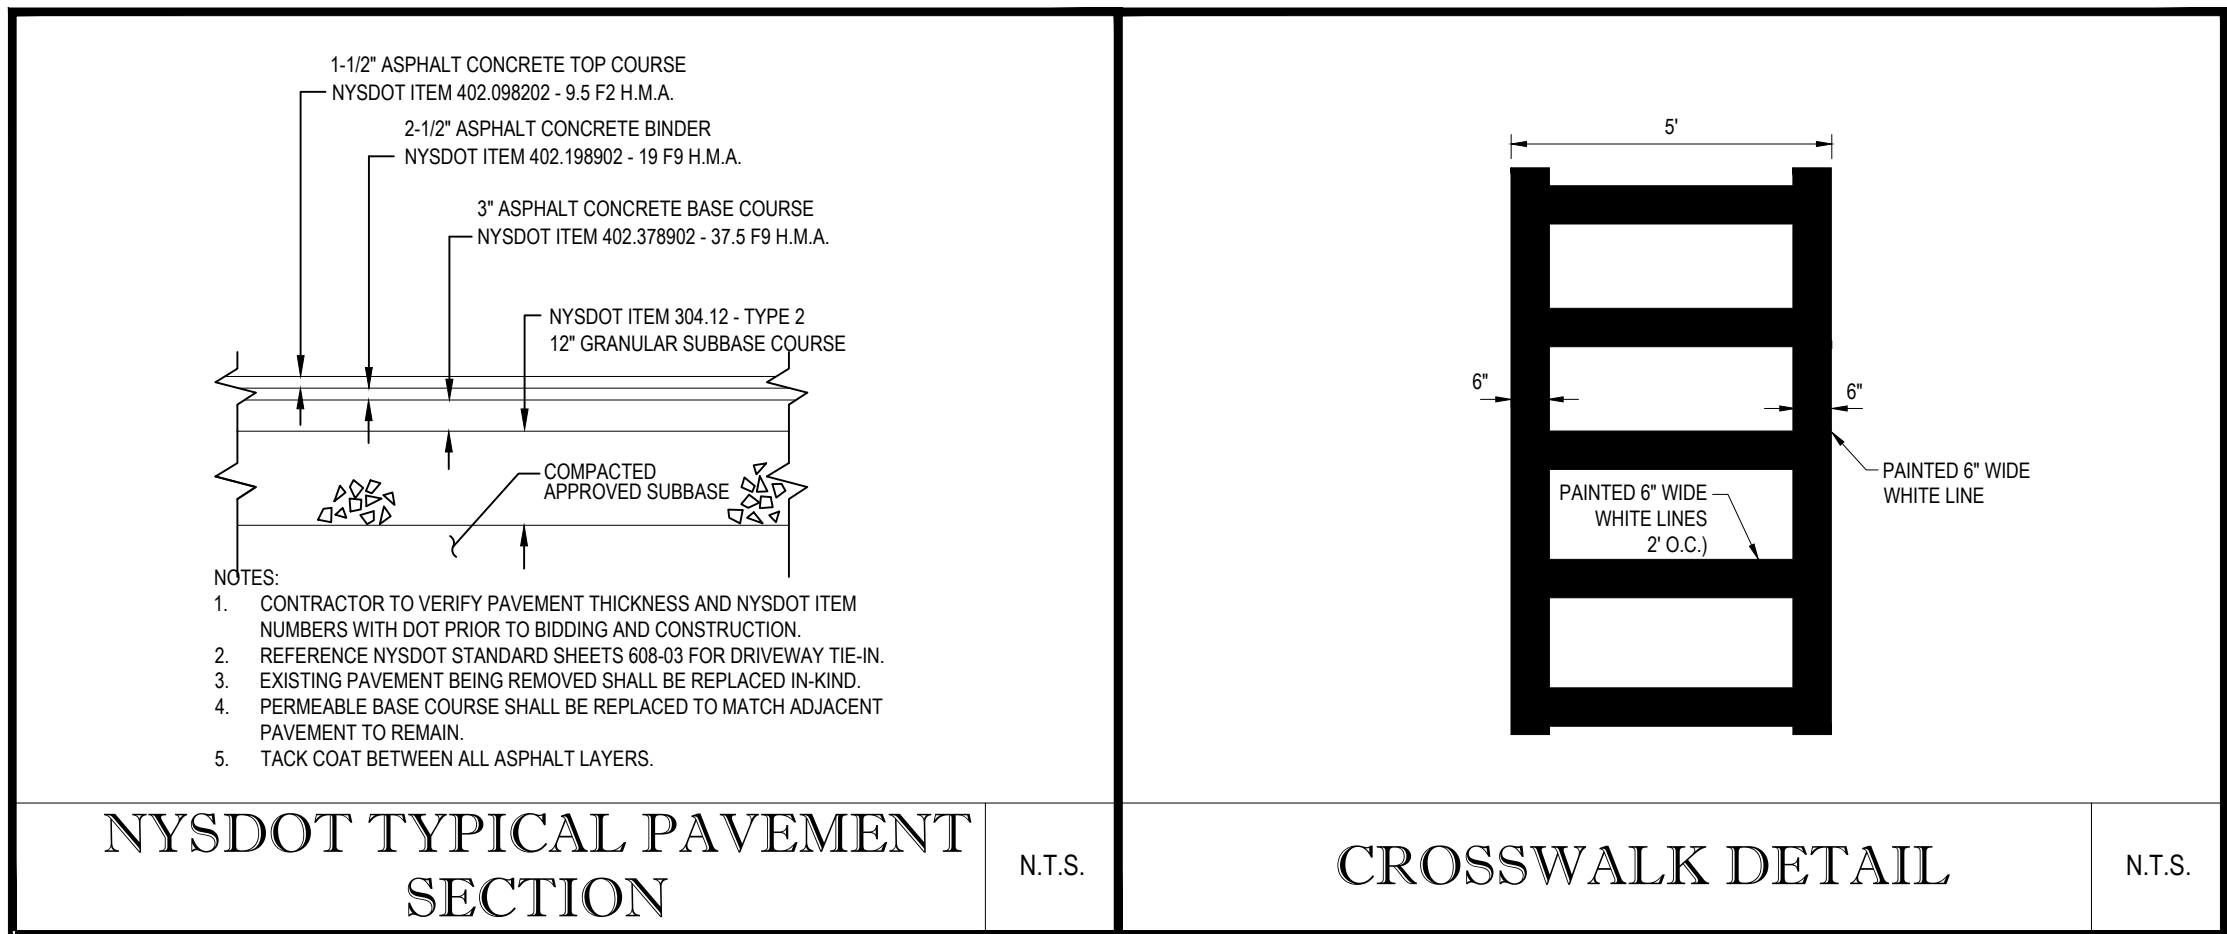 1-1/2" ASPHALT CONCRETE TOP COURSE
NYSDOT ITEM 402.098202 - 9.5 F2 H.M.A.
2-1/2" ASPHALT CONCRETE BINDER
NYSDOT ITEM 402.198902 - 19 F9 H.M.A.
3" ASPHALT CONCRETE BASE COURSE
NYSDOT ITEM 402.378902 - 37.5 F9 H.M.A.
NYSDOT ITEM 304.12 - TYPE 2
12" GRANULAR SUBBASE COURSE
COMPACTED
APPROVED SUBBASE
NOTES:
1. CONTRACTOR TO VERIFY PAVEMENT THICKNESS AND NYSDOT ITEM
NUMBERS WITH DOT PRIOR TO BIDDING AND CONSTRUCTION.
2. REFERENCE NYSDOT STANDARD SHEETS 608-03 FOR DRIVEWAY TIE-IN.
3. EXISTING PAVEMENT BEING REMOVED SHALL BE REPLACED IN-KIND.
4. PERMEABLE BASE COURSE SHALL BE REPLACED TO MATCH ADJACENT
PAVEMENT TO REMAIN.
5. TACK COAT BETWEEN ALL ASPHALT LAYERS.
NYSDOT TYPICAL PAVEMENT
SECTION
N.T.S.
5'
6"
6"
PAINTED 6" WIDE
WHITE LINE
PAINTED 6" WIDE
WHITE LINES
2' O.C.)
CROSSWALK DETAIL
N.T.S.